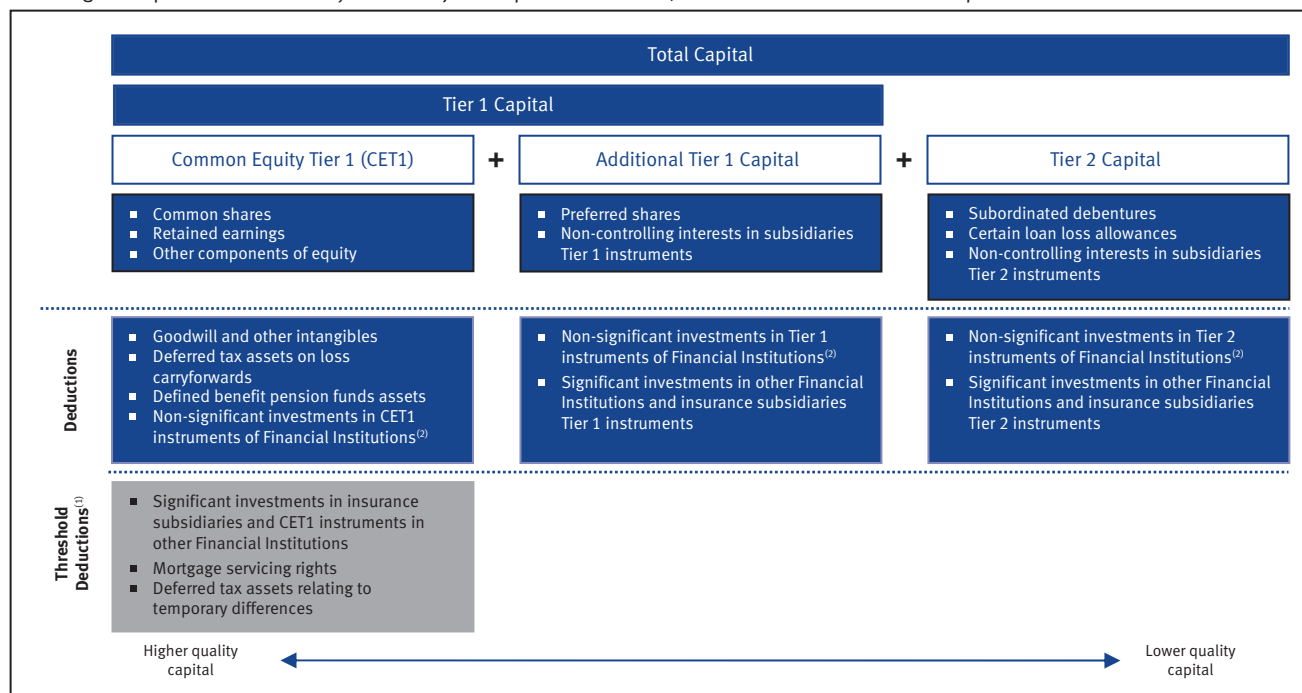 Total Capital
Tier 1 Capital
Common Equity Tier 1 (CET1)
+
Additional Tier 1 Capital
+
Tier 2 Capital
■ Common shares
■ Retained earnings
■ Other components of equity
■ Preferred shares
■ Non-controlling interests in subsidiaries
Tier 1 instruments
■ Subordinated debentures
■ Certain loan loss allowances
■ Non-controlling interests in subsidiaries
Tier 2 instruments
Deductions
■ Goodwill and other intangibles
■ Deferred tax assets on loss
carryforwards
■ Defined benefit pension funds assets
■ Non-significant investments in CET1
instruments of Financial Institutions(2)
■ Non-significant investments in Tier 1
instruments of Financial Institutions(2)
■ Significant investments in other Financial
Institutions and insurance subsidiaries
Tier 1 instruments
■ Non-significant investments in Tier 2
instruments of Financial Institutions(2)
■ Significant investments in other Financial
Institutions and insurance subsidiaries
Tier 2 instruments
Threshold
Deductions(1)
■ Significant investments in insurance
subsidiaries and CET1 instruments in
other Financial Institutions
■ Mortgage servicing rights
■ Deferred tax assets relating to
temporary differences
Higher quality
capital
Lower quality
capital